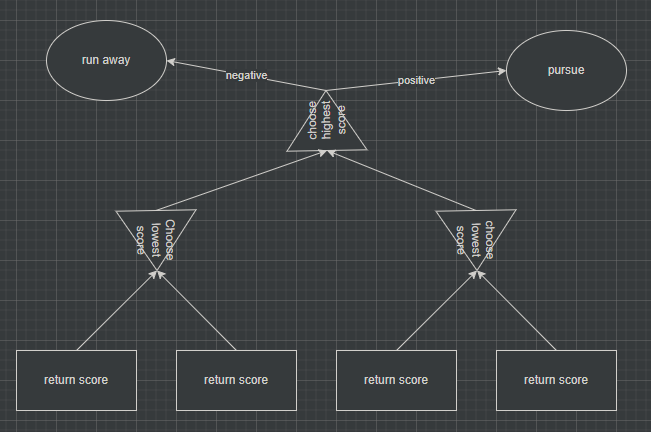 run away
negative
positive
pursue
choose
highest
score
Choose
lowest
score
choose
lowest
score
return score
return score
return score
return score